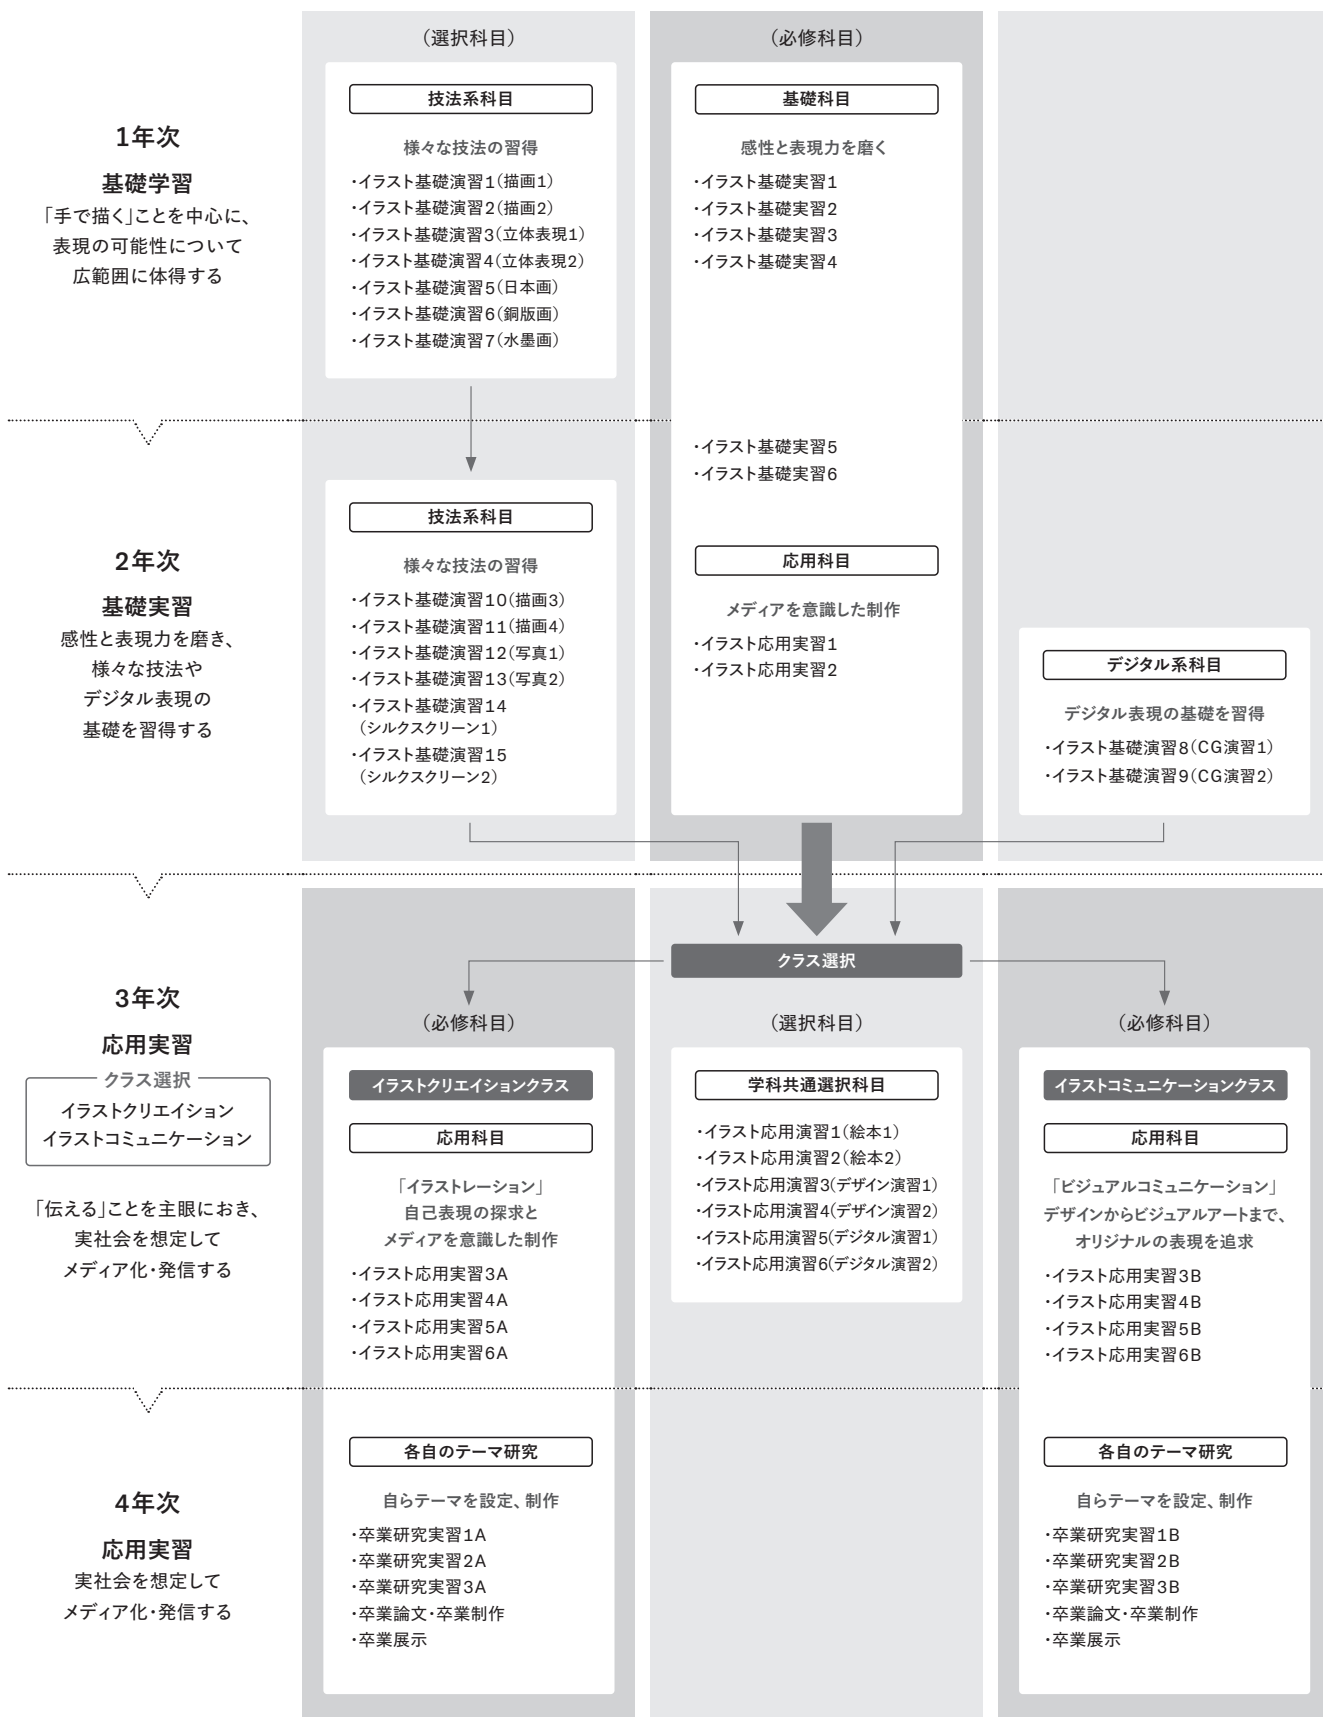 (選択科目)
(必修科目)
1年次
基礎学習
「手で描く」ことを中心に、
表現の可能性について
広範囲に体得する
技法系科目
様々な技法の習得
・イラスト基礎演習1(描画1)
・イラスト基礎演習2(描画2)
・イラスト基礎演習3(立体表現1)
・イラスト基礎演習4(立体表現2)
・イラスト基礎演習5(日本画)
・イラスト基礎演習6(銅版画)
・イラスト基礎演習7(水墨画)
基礎科目
感性と表現力を磨く
・イラスト基礎実習1
・イラスト基礎実習2
・イラスト基礎実習3
・イラスト基礎実習4
2年次
基礎実習
感性と表現力を磨き、
様々な技法や
デジタル表現の
基礎を習得する
技法系科目
様々な技法の習得
・イラスト基礎演習10(描画3)
・イラスト基礎演習11(描画4)
・イラスト基礎演習12(写真1)
・イラスト基礎演習13(写真2)
・イラスト基礎演習14
(シルクスクリーン1)
・イラスト基礎演習15
(シルクスクリーン2)
・イラスト基礎実習5
・イラスト基礎実習6
応用科目
メディアを意識した制作
・イラスト応用実習1
・イラスト応用実習2
デジタル系科目
デジタル表現の基礎を習得
・イラスト基礎演習8(CG演習1)
・イラスト基礎演習9(CG演習2)
3年次
応用実習
クラス選択
イラストクリエイション
イラストコミュニケーション
「伝える」ことを主眼におき、
実社会を想定して
メディア化・発信する
クラス選択
(必修科目)
イラストクリエイションクラス
応用科目
「イラストレーション」
自己表現の探求と
メディアを意識した制作
・イラスト応用実習3A
・イラスト応用実習4A
・イラスト応用実習5A
・イラスト応用実習6A
(選択科目)
学科共通選択科目
・イラスト応用演習1(絵本1)
・イラスト応用演習2(絵本2)
・イラスト応用演習3(デザイン演習1)
・イラスト応用演習4(デザイン演習2)
・イラスト応用演習5(デジタル演習1)
・イラスト応用演習6(デジタル演習2)
(必修科目)
イラストコミュニケーションクラス
応用科目
「ビジュアルコミュニケーション」
デザインからビジュアルアートまで、
オリジナルの表現を追求
・イラスト応用実習3B
・イラスト応用実習4B
・イラスト応用実習5B
・イラスト応用実習6B
4年次
応用実習
実社会を想定して
メディア化・発信する
各自のテーマ研究
自らテーマを設定、制作
・卒業研究実習1A
・卒業研究実習2A
・卒業研究実習3A
・卒業論文・卒業制作
・卒業展示
各自のテーマ研究
自らテーマを設定、制作
・卒業研究実習1B
・卒業研究実習2B
・卒業研究実習3B
・卒業論文・卒業制作
・卒業展示